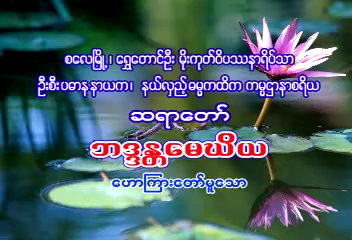 စလေမြို့၊ ရွှေတောင်ဦး မိုးကုတ်ဝိပဿနာရိပ်သာ
ဦးစီးပဓာနနာယက၊ နယ်လှည့်ဓမ္မကထိက ကမ္မဋ္ဌာနာစရိယ
ဆရာတော်
ဘဒ္ဒန္တမေဃိယ
ဟောကြားတော်မူသော